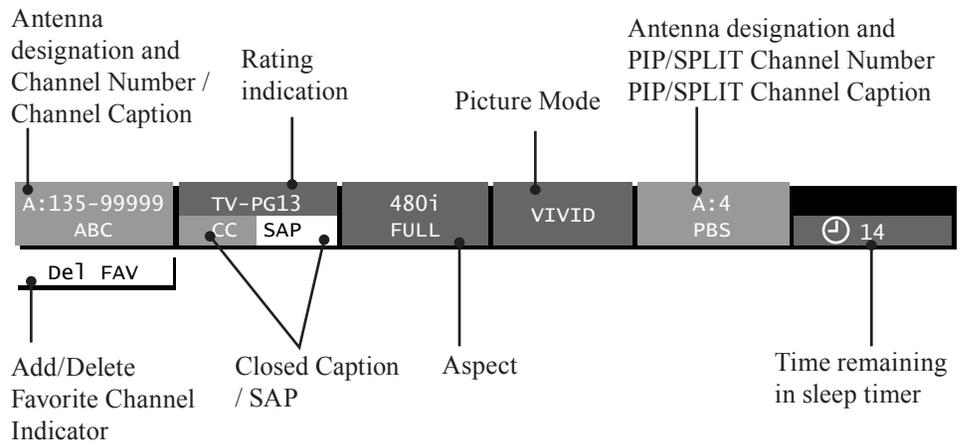 Antenna
designation and
Channel Number /
Channel Caption
Rating
indication
Picture Mode
Antenna designation and
PIP/SPLIT Channel Number
PIP/SPLIT Channel Caption
A:135-99999
ABC
TV-PG13
CC SAP
480i
FULL
VIVID
A:4
PBS
14
Del FAV
Add/Delete
Favorite Channel
Indicator
Closed Caption
/ SAP
Aspect
Time remaining
in sleep timer